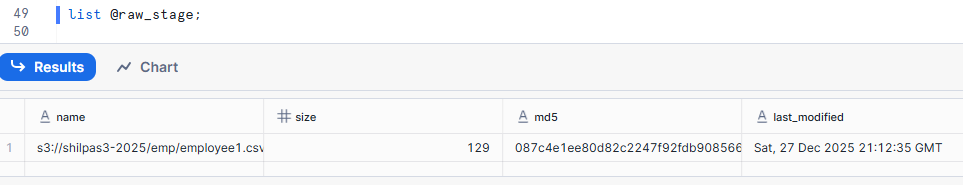 49 list @raw_stage;
50
Results Chart
name size md5 last_modified
1 s3://shilpas3-2025/emp/employee1.csv 129 087c4e1ee80d82c2247f92fdb908566 Sat, 27 Dec 2025 21:12:35 GMT